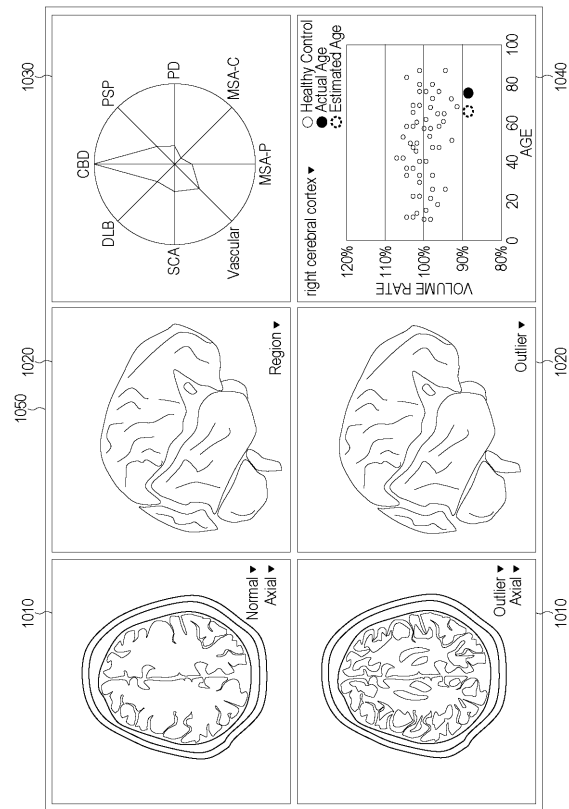 1010
1050
1020
1030
Normal ▼
Axial ▼
Region ▼
CBD
PSP
PD
MSA-C
MSA-P
Vascular
SCA
DLB
Outlier ▼
Axial ▼
Outlier ▼
right cerebral cortex ▼
Healthy Control
Actual Age
Estimated Age
VOLUME RATE
120%
110%
100%
90%
80%
0 20 40 60 80 100
AGE
1010
1020
1040